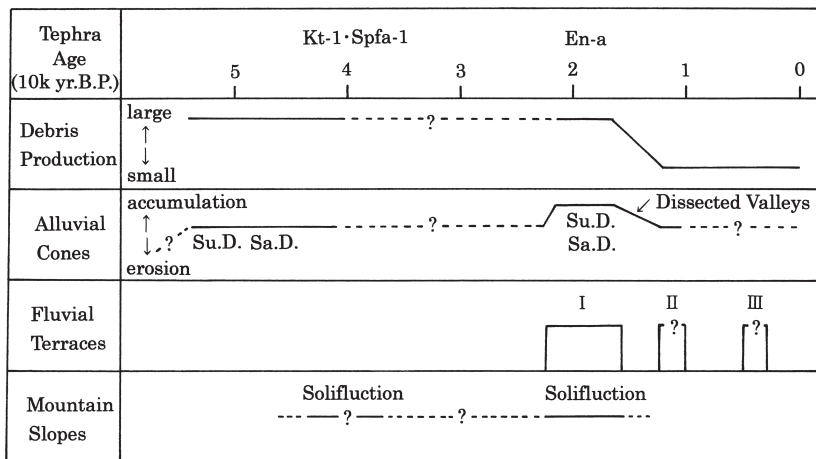 Tephra
Age
(10k yr.B.P.)
Kt-1·Spfa-1 En-a
5 4 3 2 1 0
Debris
Production
large
small
?
Alluvial
Cones
accumulation
erosion
?
Su.D. Sa.D.
?
Su.D.
Sa.D.
Dissected Valleys
?
Fluvial
Terraces
I II III
? ?
Mountain
Slopes
Solifluction Solifluction
? ?